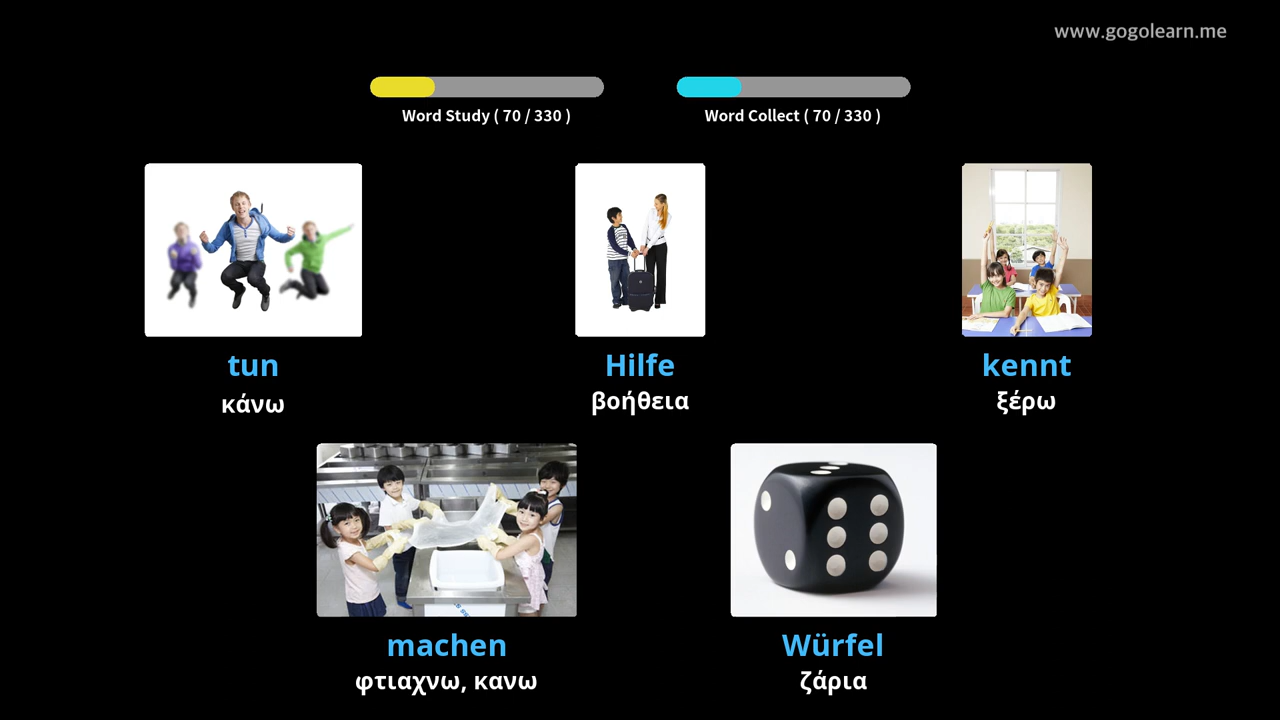 www.gogolearn.me
Word Study ( 70 / 330 )
Word Collect ( 70 / 330 )
tun
κάνω
Hilfe
βοήθεια
kennt
ξέρω
machen
φτιαχνω, κανω
Würfel
ζάρια